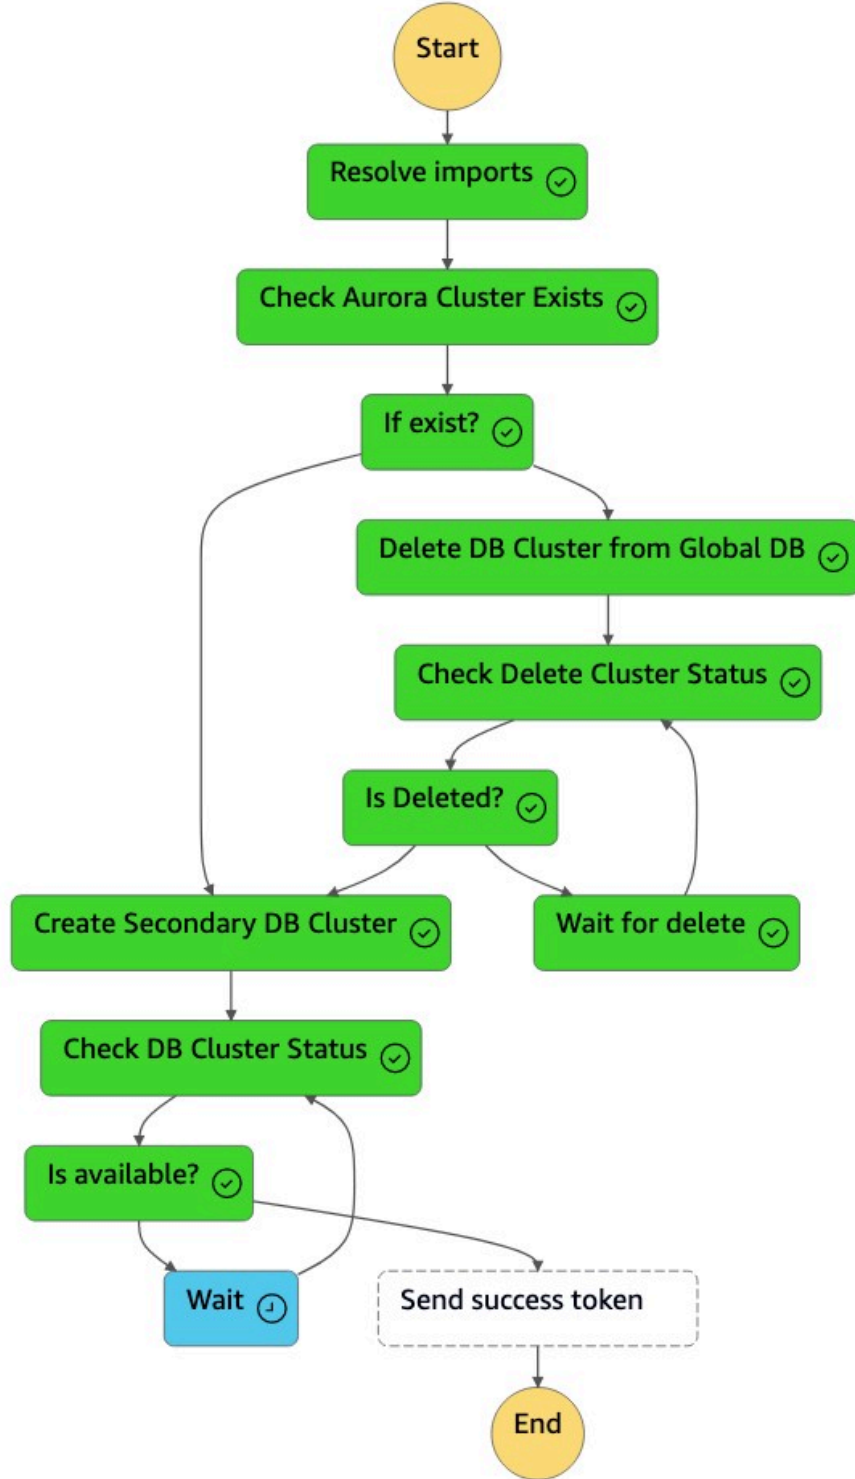 Start
Resolve imports
Check Aurora Cluster Exists
If exist?
Delete DB Cluster from Global DB
Check Delete Cluster Status
Is Deleted?
Create Secondary DB Cluster
Wait for delete
Check DB Cluster Status
Is available?
Wait
Send success token
End